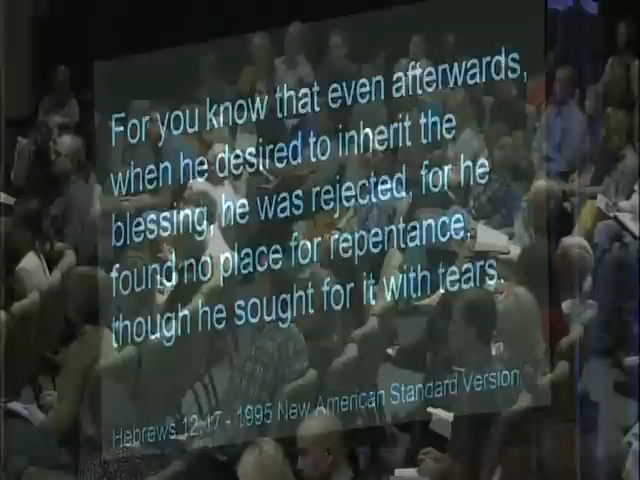 For you know that even afterwards,
when he desired to inherit the
blessing, he was rejected, for he
found no place for repentance,
though he sought for it with tears.
Hebrews 12:17 - 1995 New American Standard Version